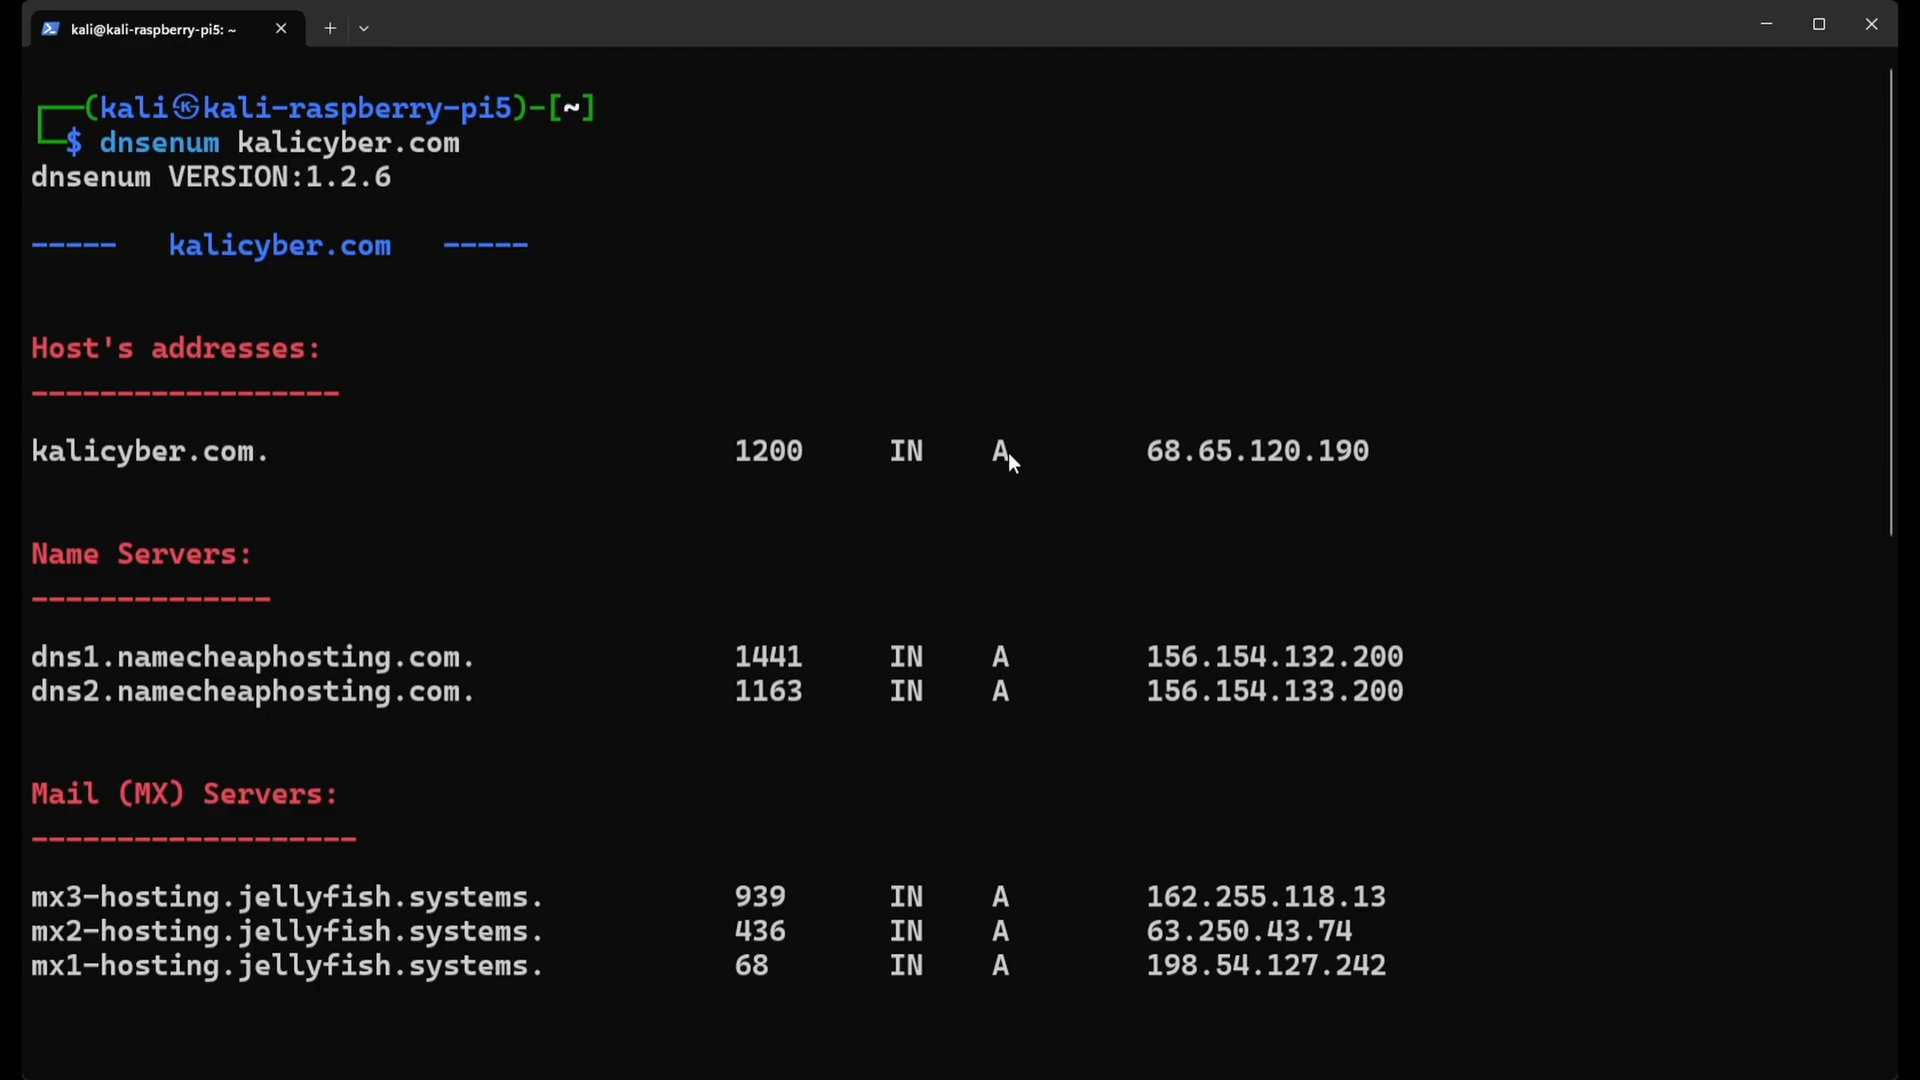 kali@kali-raspberry-pi5: ~
┌──(kali㉿kali-raspberry-pi5)-[~]
└─$ dnsenum kalicyber.com
dnsenum VERSION:1.2.6
----- kalicyber.com -----
Host's addresses:
__________________
kalicyber.com. 1200 IN A 68.65.120.190
Name Servers:
______________
dns1.namecheaphosting.com. 1441 IN A 156.154.132.200
dns2.namecheaphosting.com. 1163 IN A 156.154.133.200
Mail (MX) Servers:
___________________
mx3-hosting.jellyfish.systems. 939 IN A 162.255.118.13
mx2-hosting.jellyfish.systems. 436 IN A 63.250.43.74
mx1-hosting.jellyfish.systems. 68 IN A 198.54.127.242